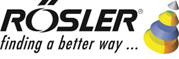 RÖSLER®
finding a better way ...